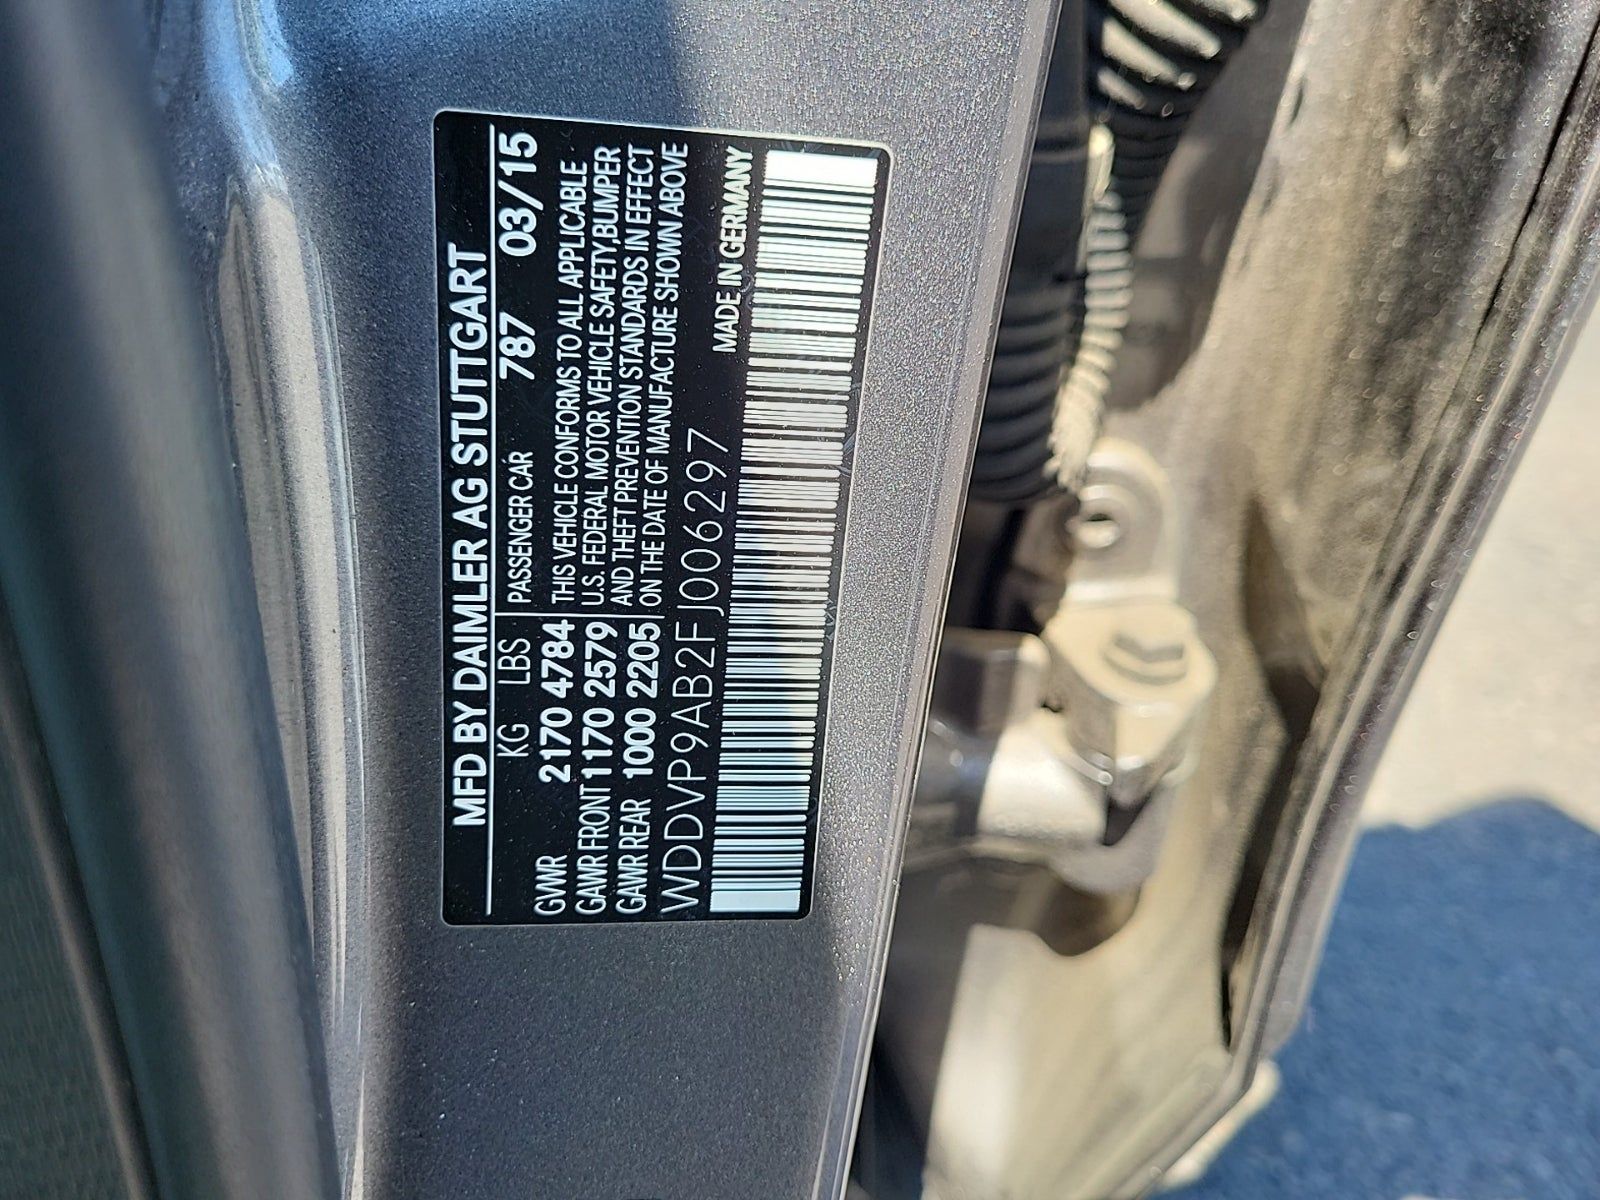 MFD BY DAIMLER AG STUTTGART
KG LBS PASSENGER CAR 787 03/15
GVWR 2170 4784 THIS VEHICLE CONFORMS TO ALL APPLICABLE
GAWR FRONT 1170 2579 U.S. FEDERAL MOTOR VEHICLE SAFETY,BUMPER
GAWR REAR 1000 2205 AND THEFT PREVENTION STANDARDS IN EFFECT
ON THE DATE OF MANUFACTURE SHOWN ABOVE
WDDVP9AB2FJ006297
MADE IN GERMANY